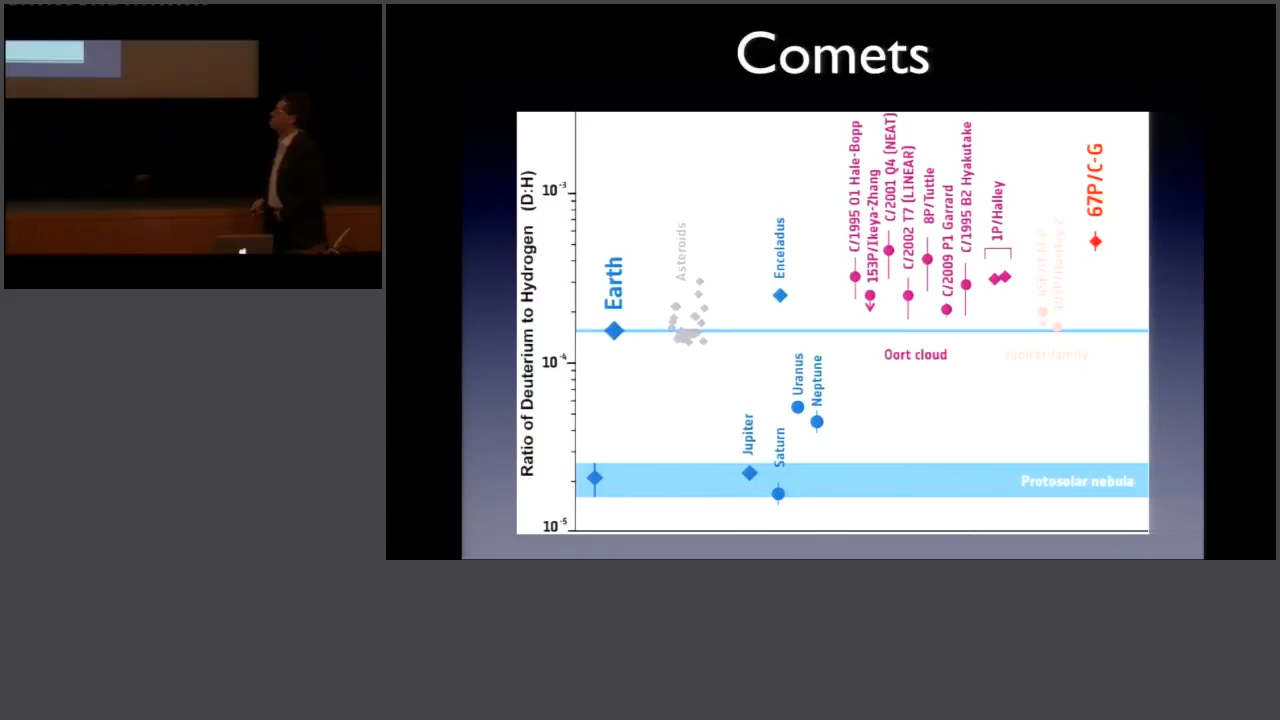 Comets
Ratio of Deuterium to Hydrogen (D:H)
10-3
10-4
10-5
Earth
Asteroids
Enceladus
Jupiter
Saturn
Uranus
Neptune
C/1995 O1 Hale-Bopp
153P/Ikeya-Zhang
C/2001 Q4 (NEAT)
C/2002 T7 (LINEAR)
8P/Tuttle
C/2009 P1 Garrard
C/1995 B2 Hyakutake
1P/Halley
67P/C-G
Oort cloud
Jupiter family
Protosolar nebula